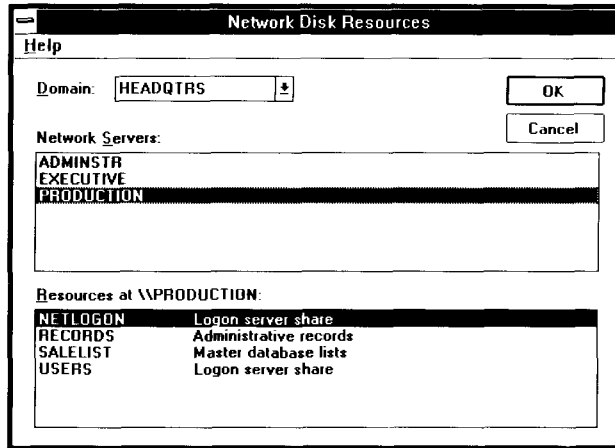 Network Disk Resources
Help
Domain: HEADQTRS
OK
Cancel
Network Servers:
ADMINSTR
EXECUTIVE
PRODUCTION
Resources at \\PRODUCTION:
NETLOGON Logon server share
RECORDS Administrative records
SALELIST Master database lists
USERS Logon server share